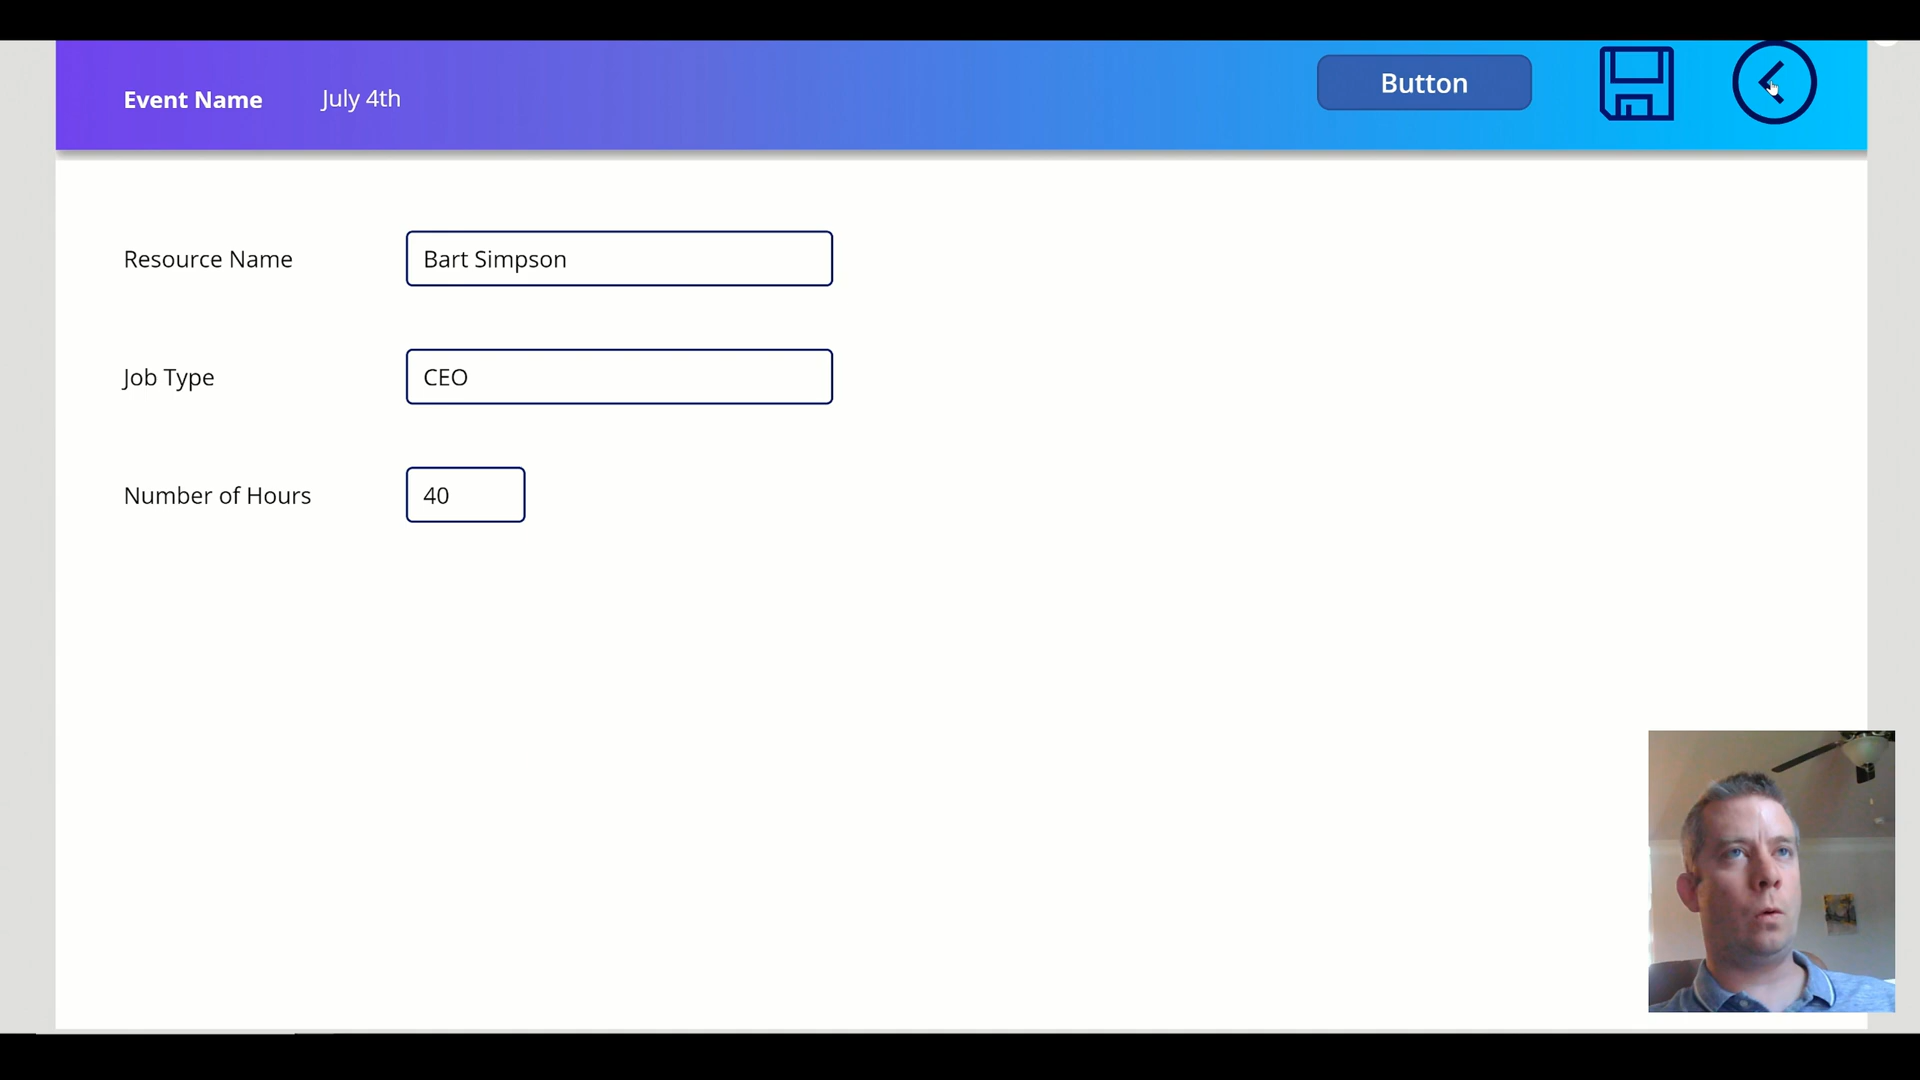 Event Name July 4th Button
Resource Name Bart Simpson
Job Type CEO
Number of Hours 40